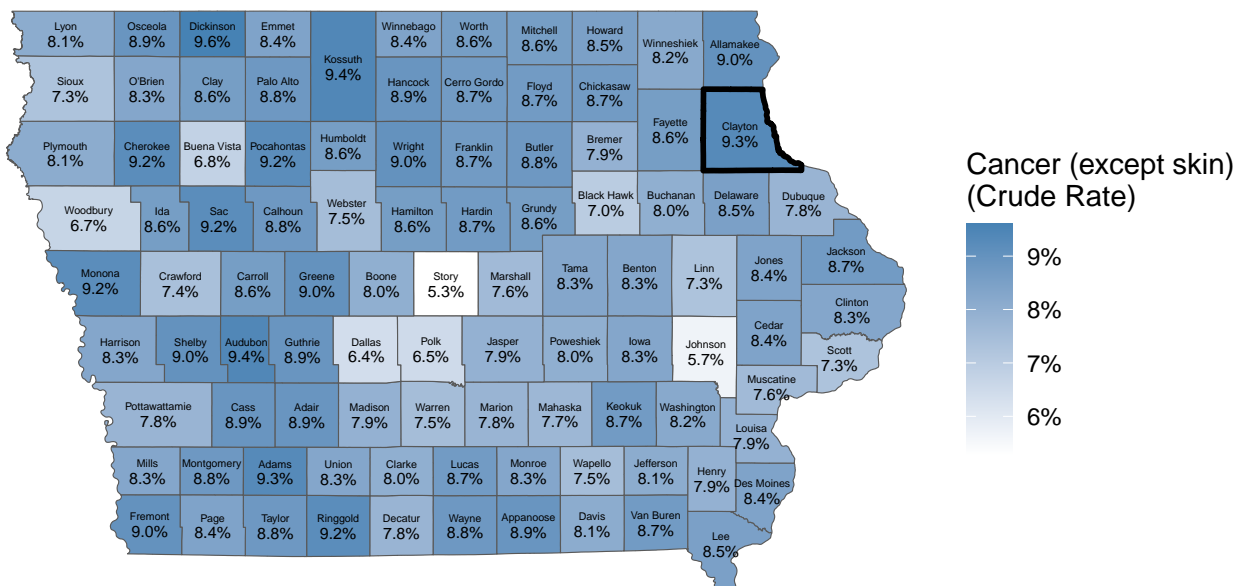 Lyon
8.1%
Osceola
8.9%
Dickinson
9.6%
Emmet
8.4%
Kossuth
9.4%
Winnebago
8.4%
Worth
8.6%
Mitchell
8.6%
Howard
8.5%
Winneshiek
8.2%
Allamakee
9.0%
Sioux
7.3%
O'Brien
8.3%
Clay
8.6%
Palo Alto
8.8%
Hancock
8.9%
Cerro Gordo
8.7%
Floyd
8.7%
Chickasaw
8.7%
Fayette
8.6%
Clayton
9.3%
Plymouth
8.1%
Cherokee
9.2%
Buena Vista
6.8%
Pocahontas
9.2%
Humboldt
8.6%
Wright
9.0%
Franklin
8.7%
Butler
8.8%
Bremer
7.9%
Woodbury
6.7%
Ida
8.6%
Sac
9.2%
Calhoun
8.8%
Webster
7.5%
Hamilton
8.6%
Hardin
8.7%
Grundy
8.6%
Black Hawk
7.0%
Buchanan
8.0%
Delaware
8.5%
Dubuque
7.8%
Monona
9.2%
Crawford
7.4%
Carroll
8.6%
Greene
9.0%
Boone
8.0%
Story
5.3%
Marshall
7.6%
Tama
8.3%
Benton
8.3%
Linn
7.3%
Jones
8.4%
Jackson
8.7%
Clinton
8.3%
Harrison
8.3%
Shelby
9.0%
Audubon
9.4%
Guthrie
8.9%
Dallas
6.4%
Polk
6.5%
Jasper
7.9%
Poweshiek
8.0%
Iowa
8.3%
Johnson
5.7%
Cedar
8.4%
Scott
7.3%
Muscatine
7.6%
Pottawattamie
7.8%
Cass
8.9%
Adair
8.9%
Madison
7.9%
Warren
7.5%
Marion
7.8%
Mahaska
7.7%
Keokuk
8.7%
Washington
8.2%
Louisa
7.9%
Mills
8.3%
Montgomery
8.8%
Adams
9.3%
Union
8.3%
Clarke
8.0%
Lucas
8.7%
Monroe
8.3%
Wapello
7.5%
Jefferson
8.1%
Henry
7.9%
Des Moines
8.4%
Fremont
9.0%
Page
8.4%
Taylor
8.8%
Ringgold
9.2%
Decatur
7.8%
Wayne
8.8%
Appanoose
8.9%
Davis
8.1%
Van Buren
8.7%
Lee
8.5%
Cancer (except skin)
(Crude Rate)
9%
8%
7%
6%